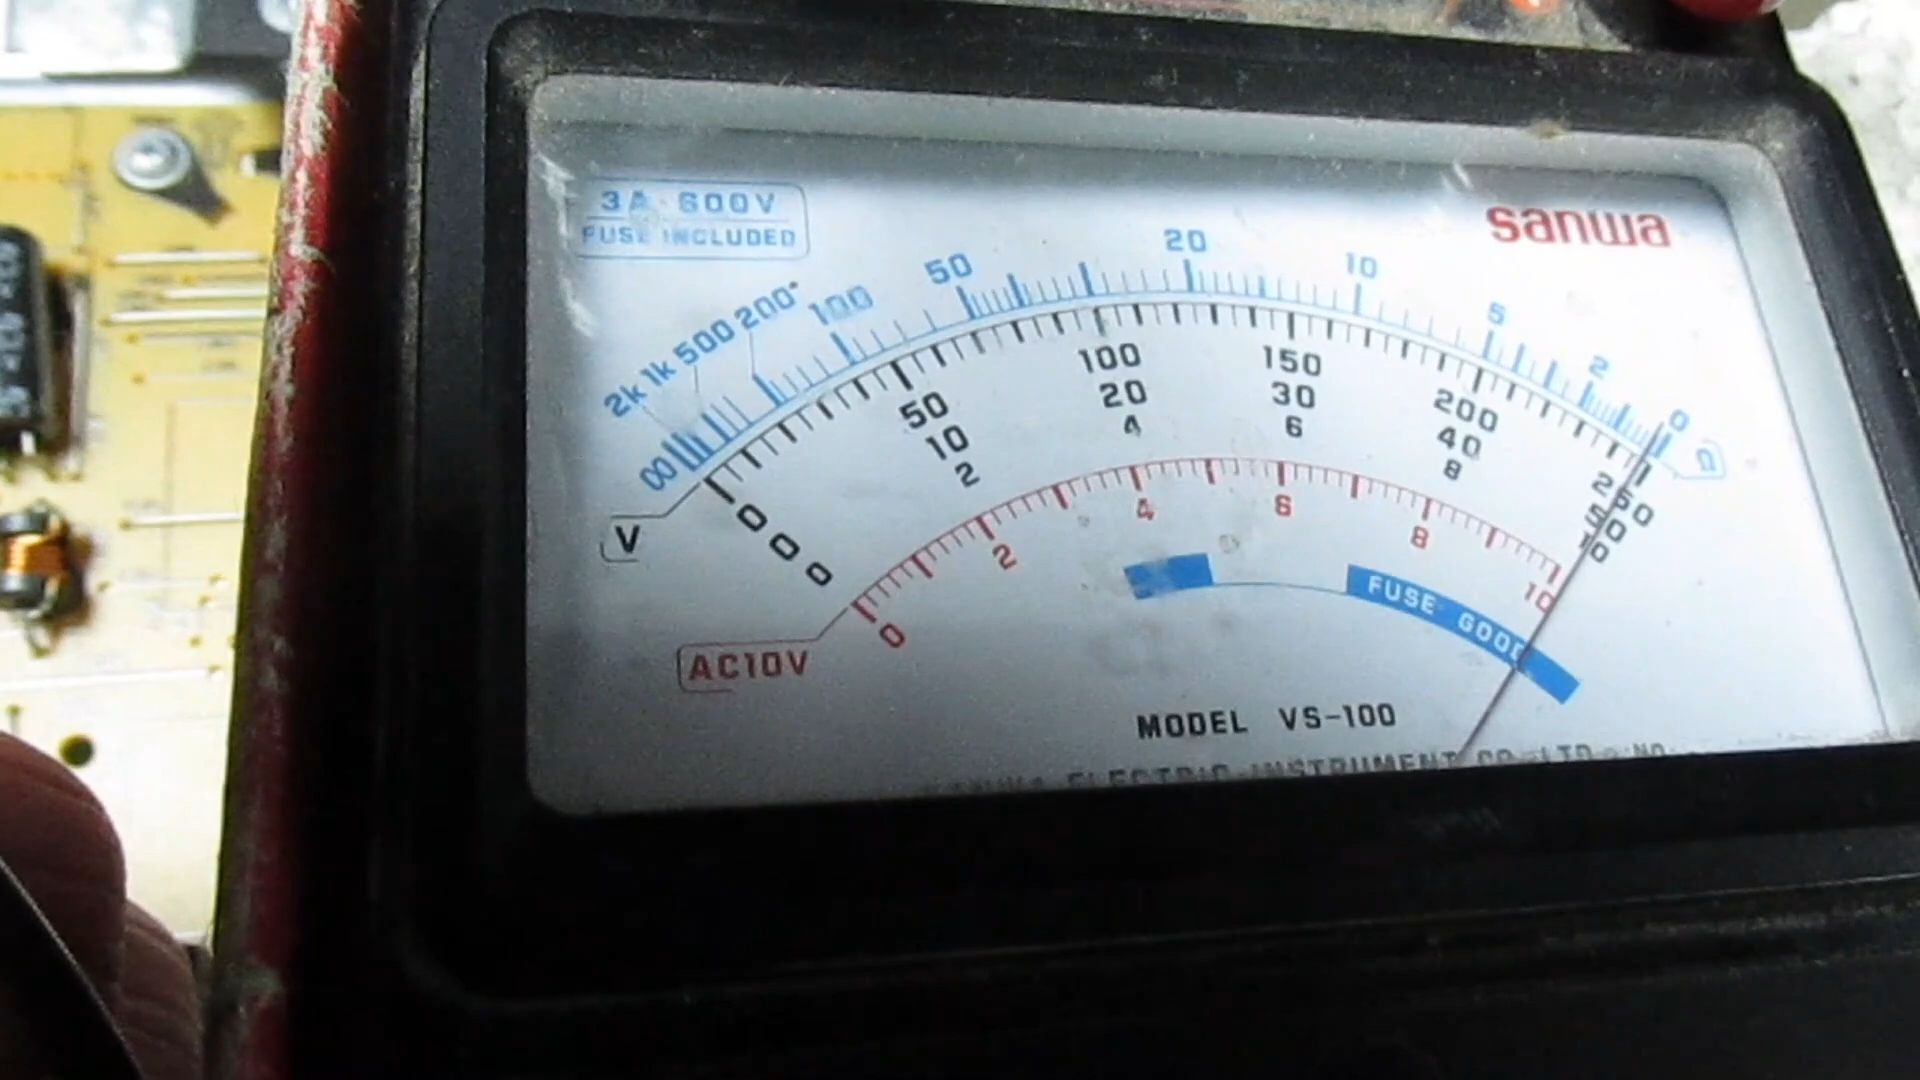 3A·600V
FUSE INCLUDED
sanwa
2k 1k 500 200 100 50 20 10 5 2 0
∞ Ω
V
0 50 100 150 200 250
0 10 20 30 40 50
0 2 4 6 8 10
AC10V
0 2 4 6 8 10
FUSE GOOD
MODEL VS-100
ELECTRIC INSTRUMENT CO. LTD. NO.